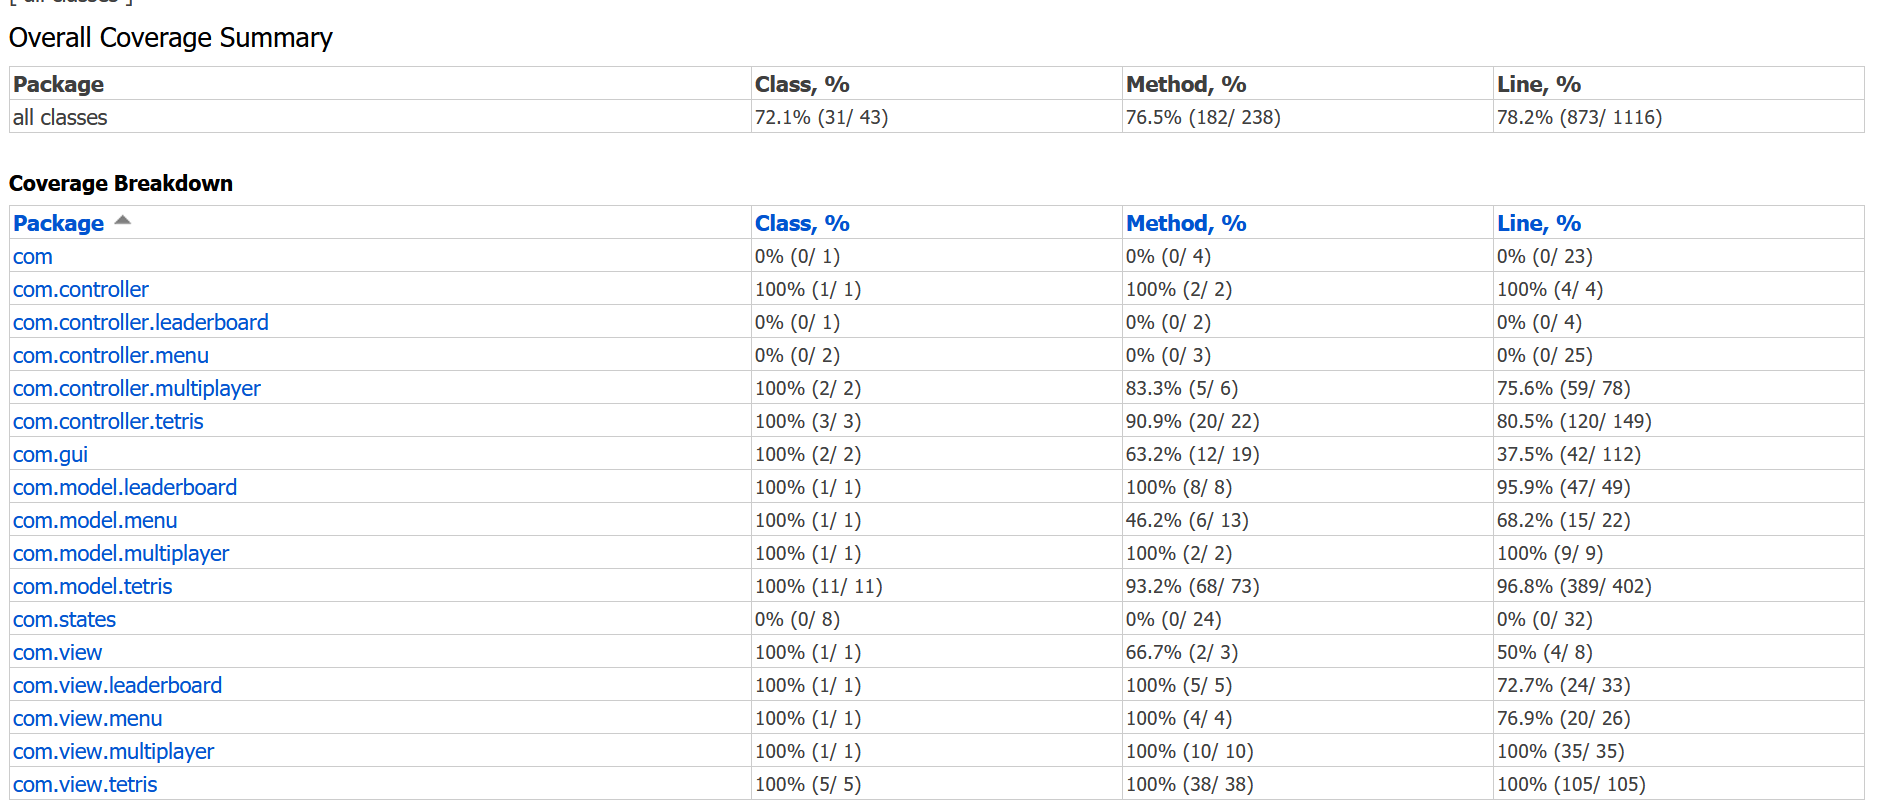 [ all classes ]
Overall Coverage Summary
Package Class, % Method, % Line, %
all classes 72.1% (31/ 43) 76.5% (182/ 238) 78.2% (873/ 1116)
Coverage Breakdown
Package Class, % Method, % Line, %
com 0% (0/ 1) 0% (0/ 4) 0% (0/ 23)
com.controller 100% (1/ 1) 100% (2/ 2) 100% (4/ 4)
com.controller.leaderboard 0% (0/ 1) 0% (0/ 2) 0% (0/ 4)
com.controller.menu 0% (0/ 2) 0% (0/ 3) 0% (0/ 25)
com.controller.multiplayer 100% (2/ 2) 83.3% (5/ 6) 75.6% (59/ 78)
com.controller.tetris 100% (3/ 3) 90.9% (20/ 22) 80.5% (120/ 149)
com.gui 100% (2/ 2) 63.2% (12/ 19) 37.5% (42/ 112)
com.model.leaderboard 100% (1/ 1) 100% (8/ 8) 95.9% (47/ 49)
com.model.menu 100% (1/ 1) 46.2% (6/ 13) 68.2% (15/ 22)
com.model.multiplayer 100% (1/ 1) 100% (2/ 2) 100% (9/ 9)
com.model.tetris 100% (11/ 11) 93.2% (68/ 73) 96.8% (389/ 402)
com.states 0% (0/ 8) 0% (0/ 24) 0% (0/ 32)
com.view 100% (1/ 1) 66.7% (2/ 3) 50% (4/ 8)
com.view.leaderboard 100% (1/ 1) 100% (5/ 5) 72.7% (24/ 33)
com.view.menu 100% (1/ 1) 100% (4/ 4) 76.9% (20/ 26)
com.view.multiplayer 100% (1/ 1) 100% (10/ 10) 100% (35/ 35)
com.view.tetris 100% (5/ 5) 100% (38/ 38) 100% (105/ 105)